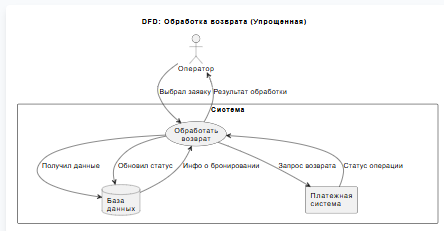 DFD: Обработка возврата (Упрощенная)
Оператор
Выбрал заявку
Результат обработки
Система
Обработать
возврат
Получил данные
Обновил статус
Инфо о бронировании
Запрос возврата
Статус операции
База
данных
Платежная
система